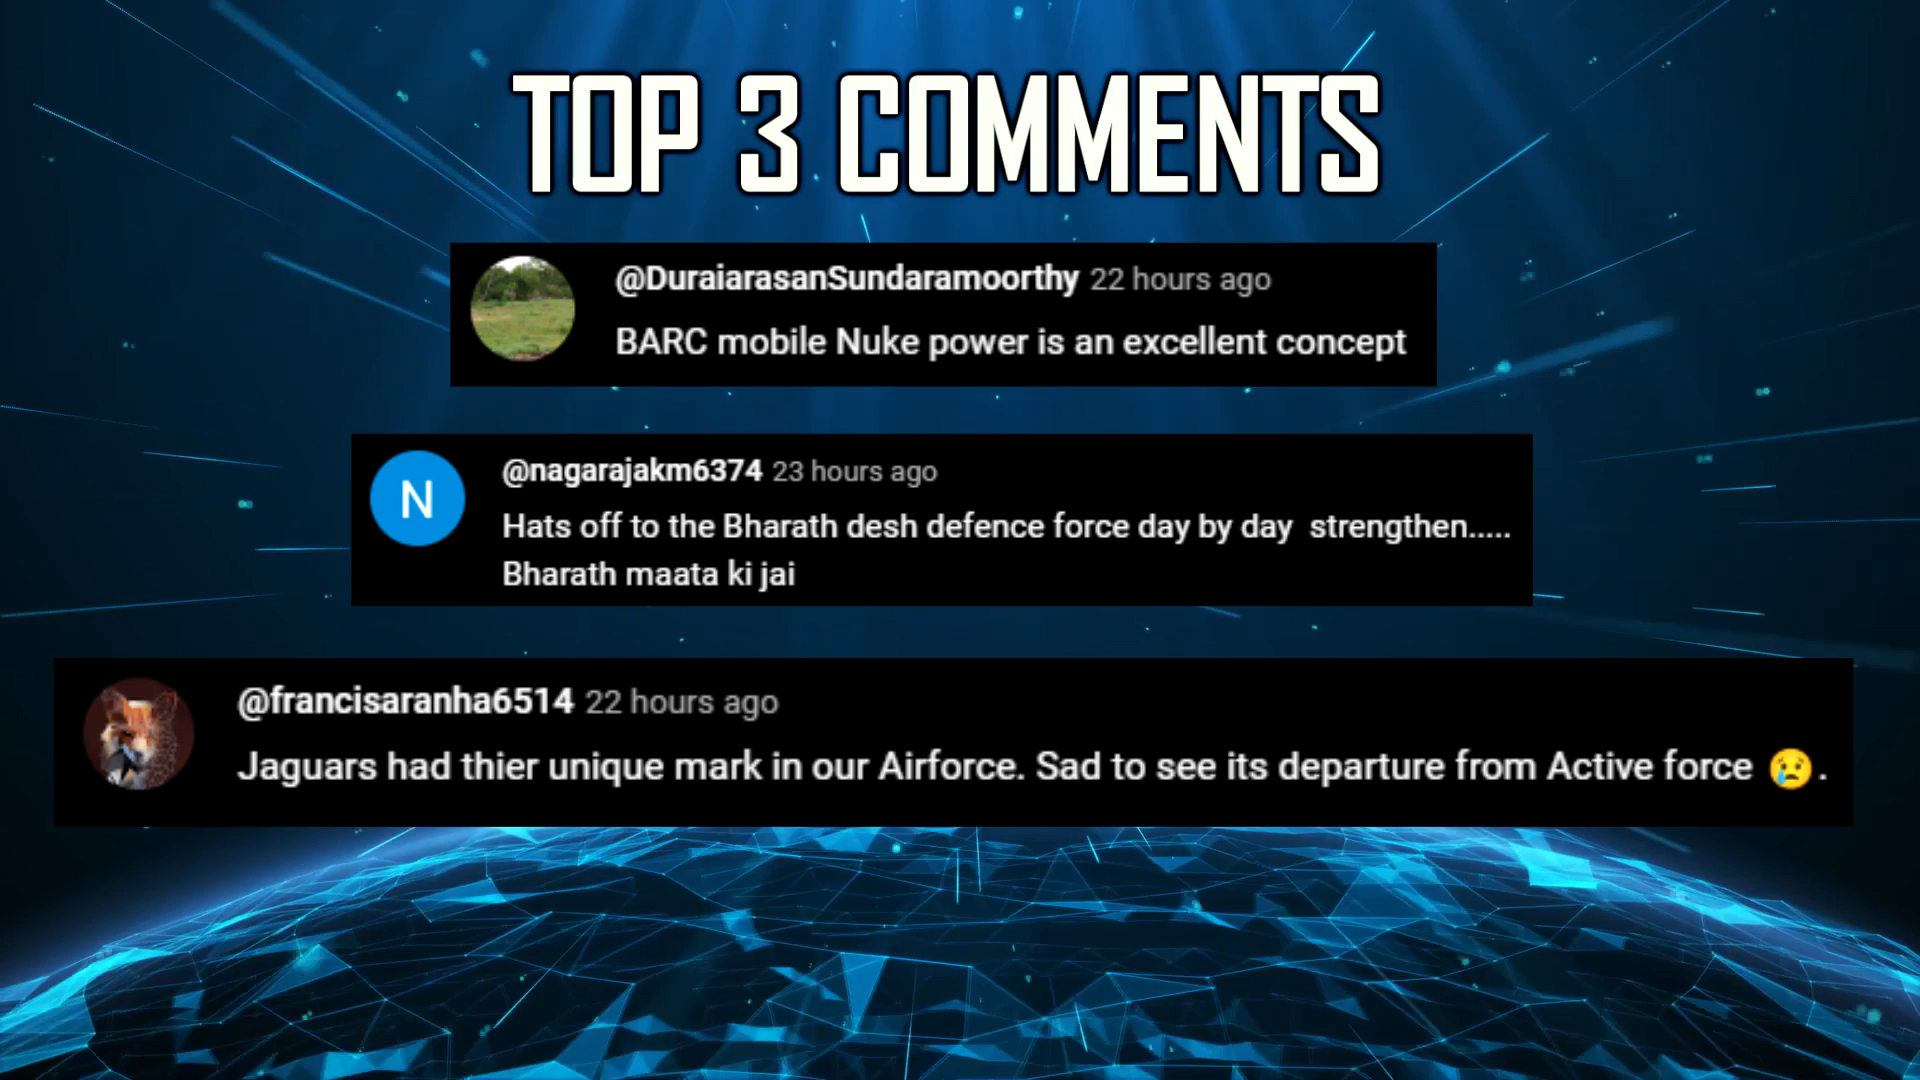 TOP 3 COMMENTS
@DuraiarasanSundaramoorthy 22 hours ago
BARC mobile Nuke power is an excellent concept
N
@nagarajakm6374 23 hours ago
Hats off to the Bharath desh defence force day by day  strengthen.....
Bharath maata ki jai
@francisaranha6514 22 hours ago
Jaguars had thier unique mark in our Airforce. Sad to see its departure from Active force 😢.